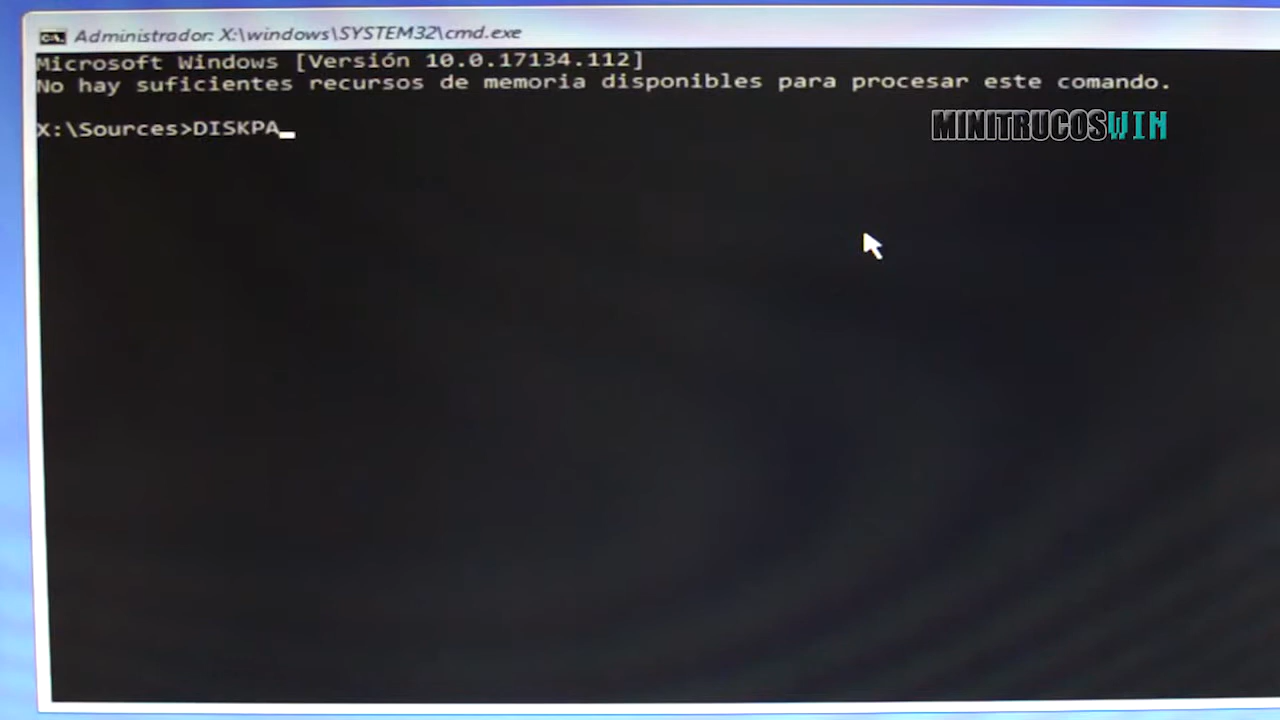 Administrador: X:\windows\SYSTEM32\cmd.exe
Microsoft Windows [Versión 10.0.17134.112]
No hay suficientes recursos de memoria disponibles para procesar este comando.
X:\Sources>DISKPA_
MINITRUCOSWIN